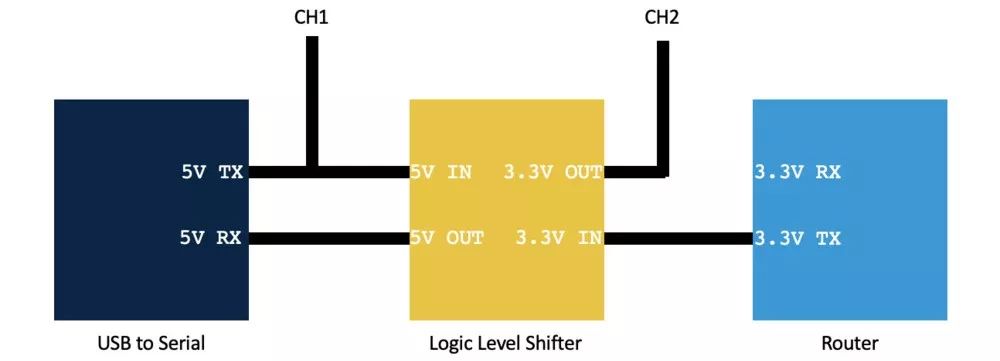 CH1
CH2
5V TX
5V IN
3.3V OUT
3.3V RX
5V RX
5V OUT
3.3V IN
3.3V TX
USB to Serial
Logic Level Shifter
Router